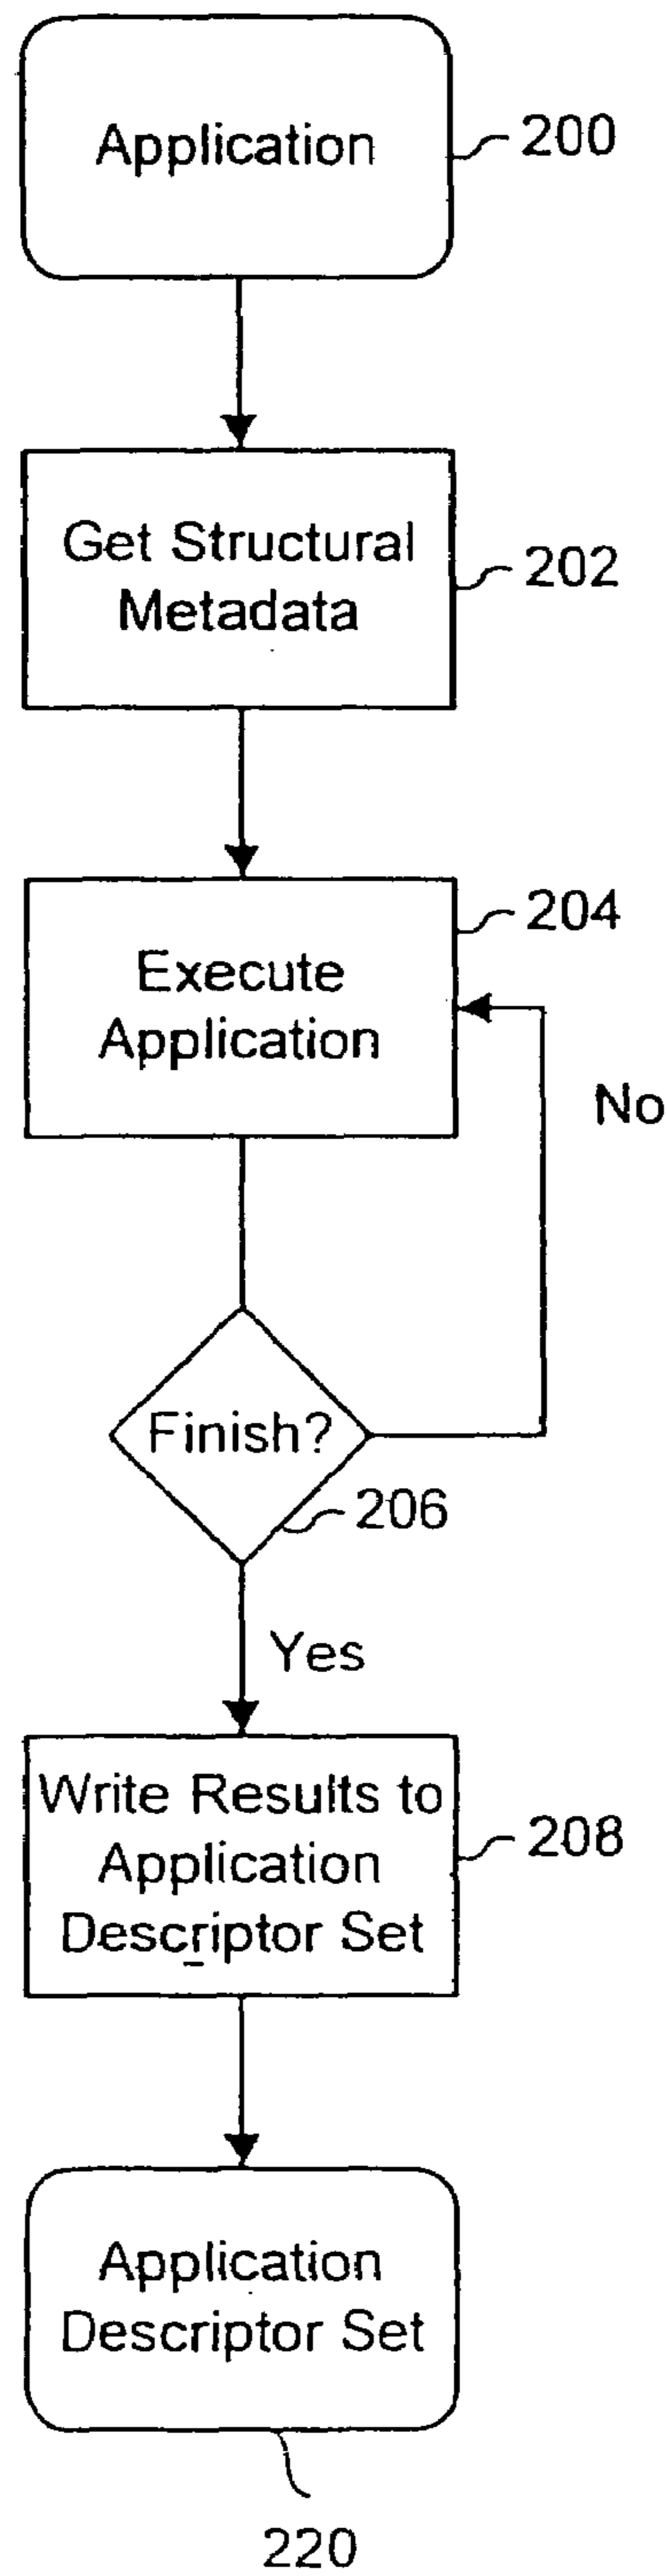 Application
200
Get Structural
Metadata
202
204
Execute
Application
No
Finish?
206
Yes
Write Results to
Application
Descriptor Set
208
Application
Descriptor Set
220